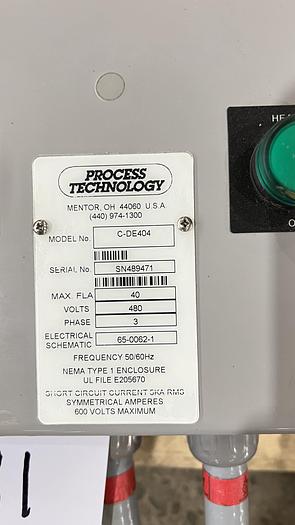 PROCESS
TECHNOLOGY
MENTOR, OH 44060 U.S.A
(440) 974-1300
MODEL No. C-DE404
SERIAL No. SN489471
MAX. FLA 40
VOLTS 480
PHASE 3
ELECTRICAL
SCHEMATIC 65-0062-1
FREQUENCY 50/60Hz
NEMA TYPE 1 ENCLOSURE
UL FILE E205670
SHORT CIRCUIT CURRENT 5KA RMS
SYMMETRICAL AMPERES
600 VOLTS MAXIMUM